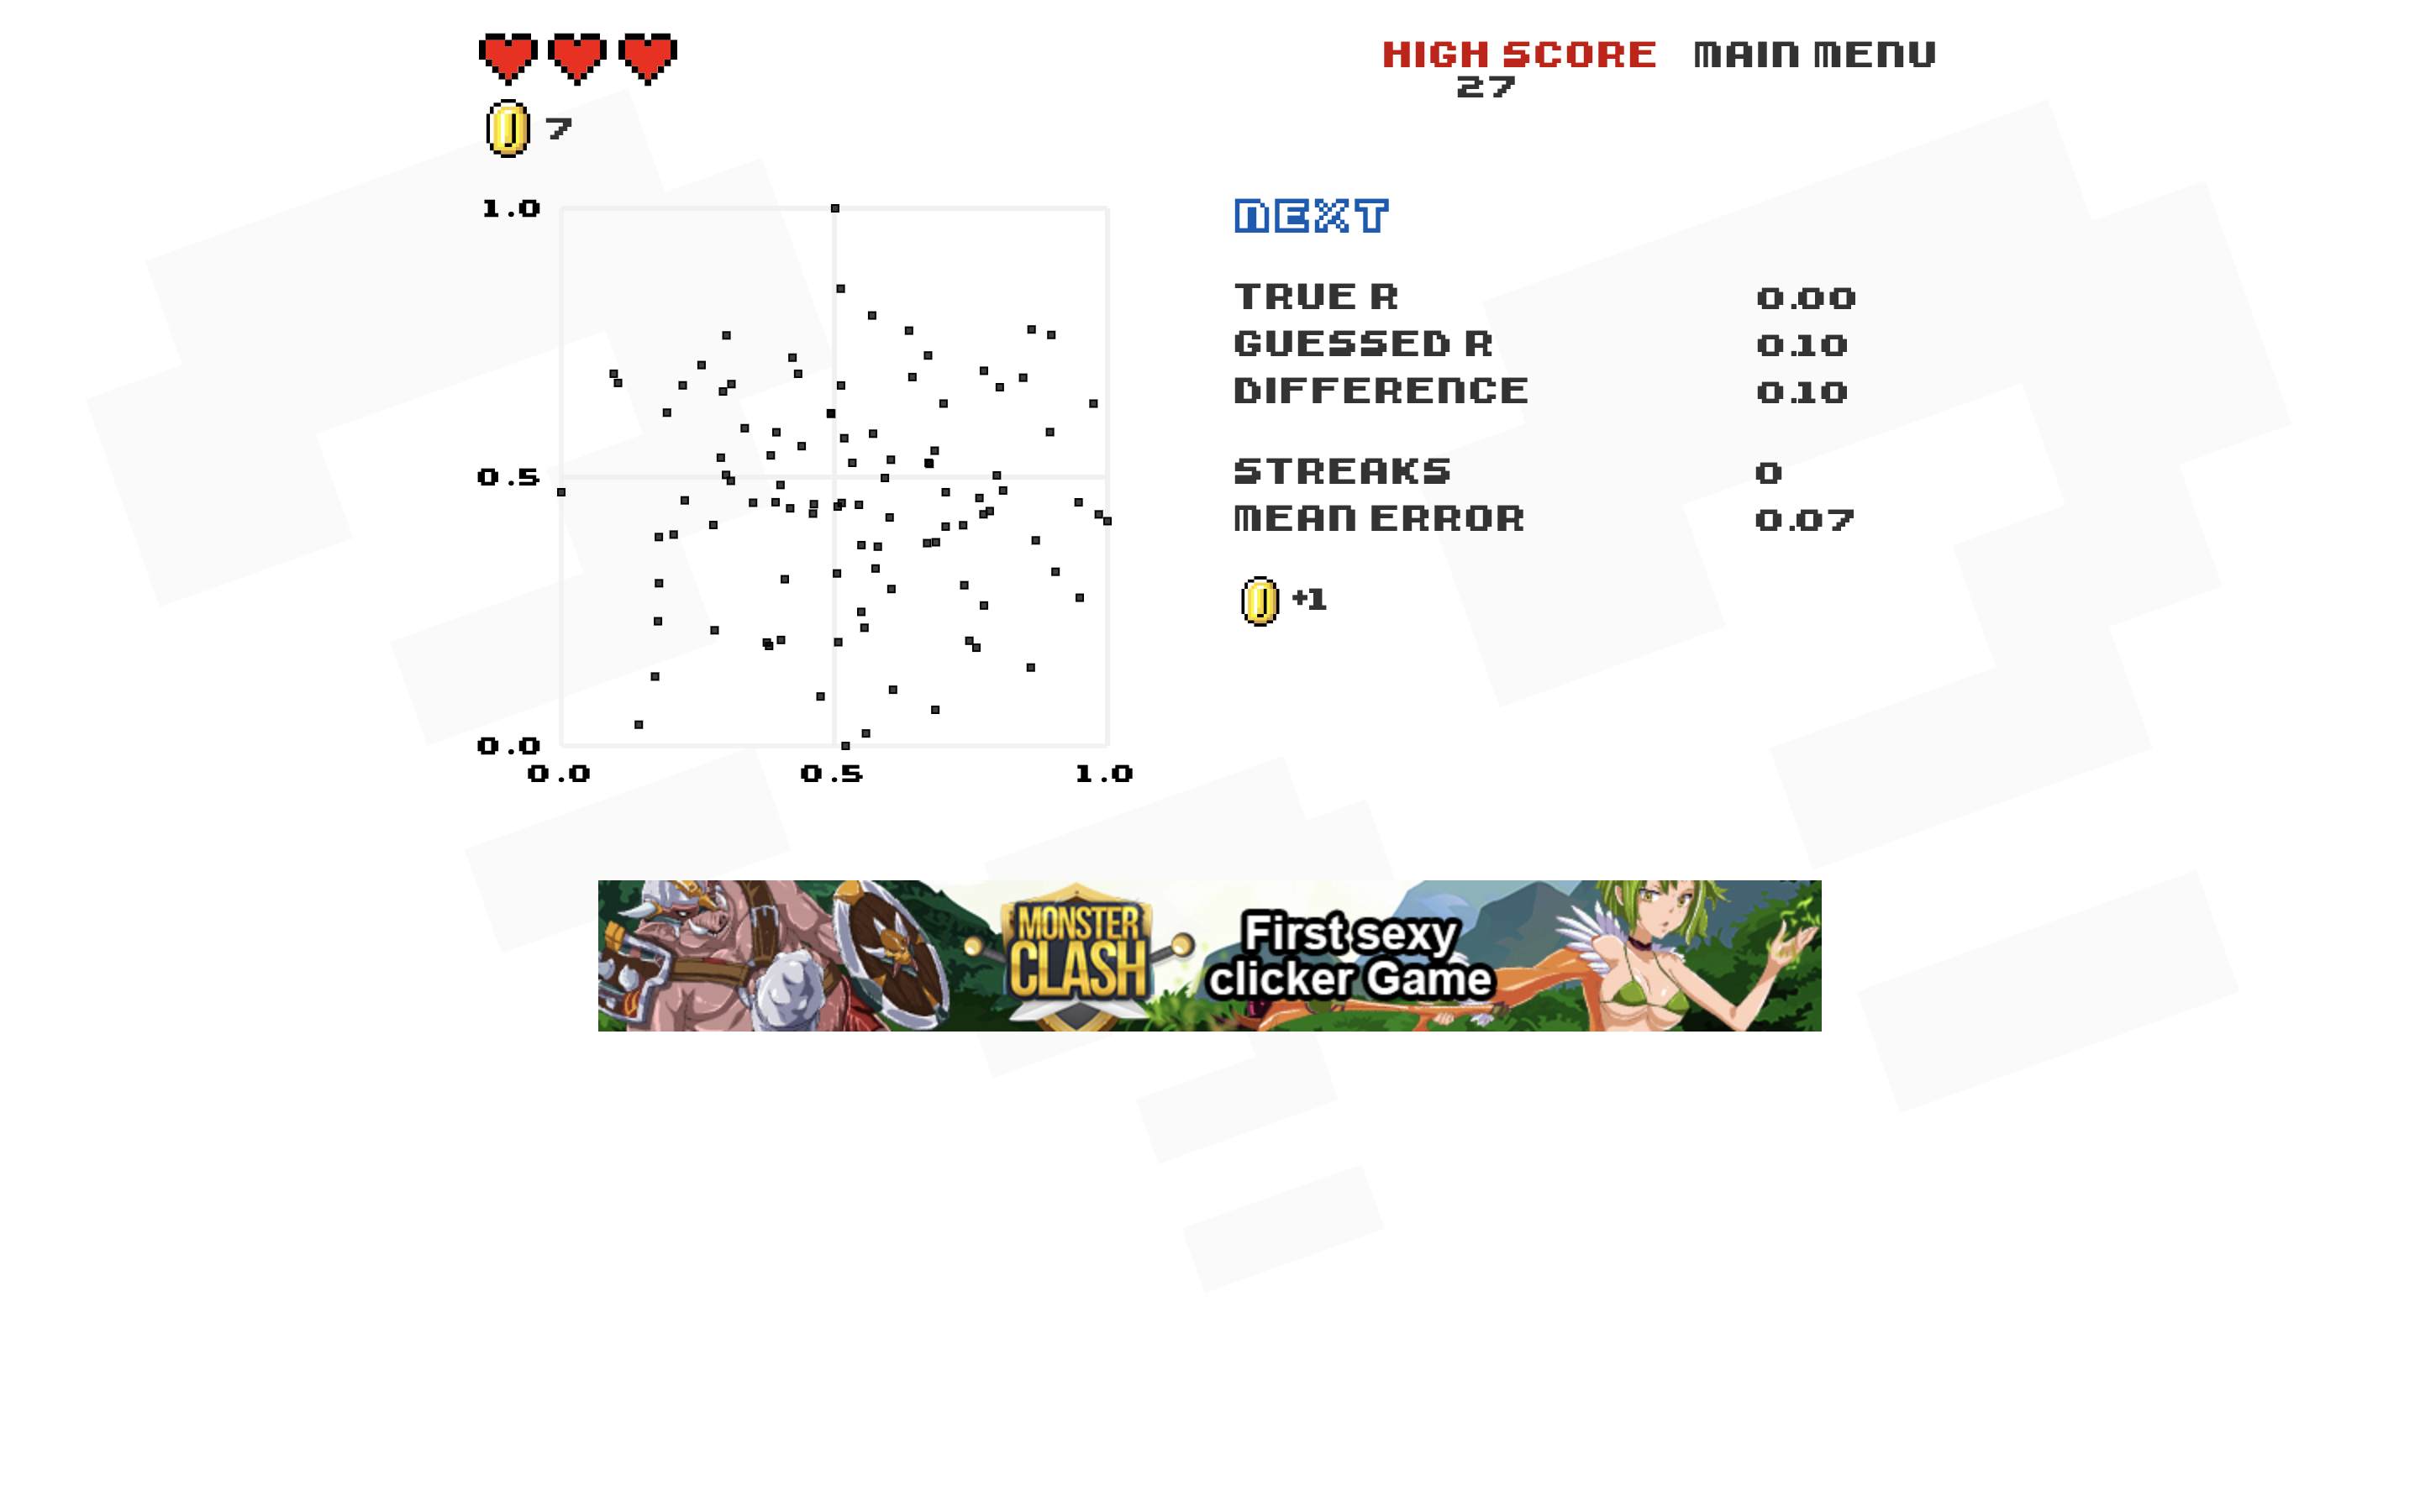 HIGH SCORE MAIN MENU
27
7
1.0
0.5
0.0
0.0 0.5 1.0
NEXT
TRUE R 0.00
GUESSED R 0.10
DIFFERENCE 0.10
STREAKS 0
MEAN ERROR 0.07
+1
MONSTER
CLASH
First sexy
clicker Game